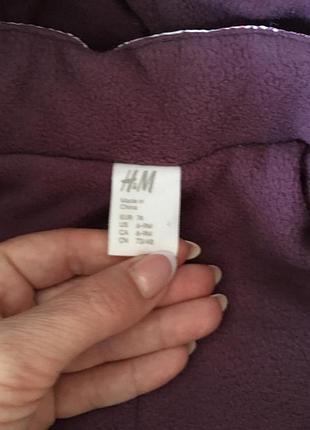 H&M
Made in
China
EUR 74
US 6-9M
CA 6-9M
CN 73/48